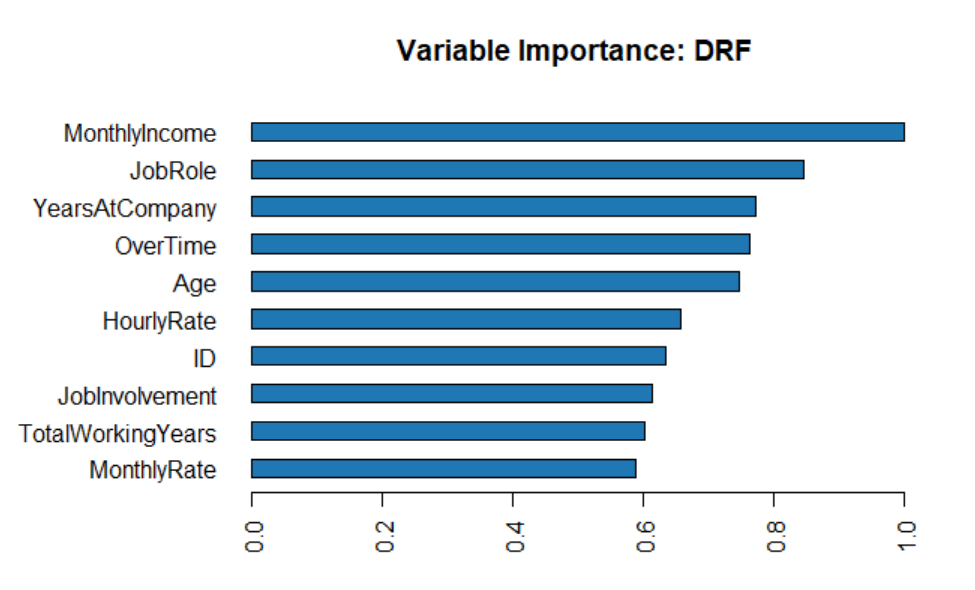 Variable Importance: DRF
MonthlyIncome
JobRole
YearsAtCompany
OverTime
Age
HourlyRate
ID
JobInvolvement
TotalWorkingYears
MonthlyRate
0.0
0.2
0.4
0.6
0.8
1.0